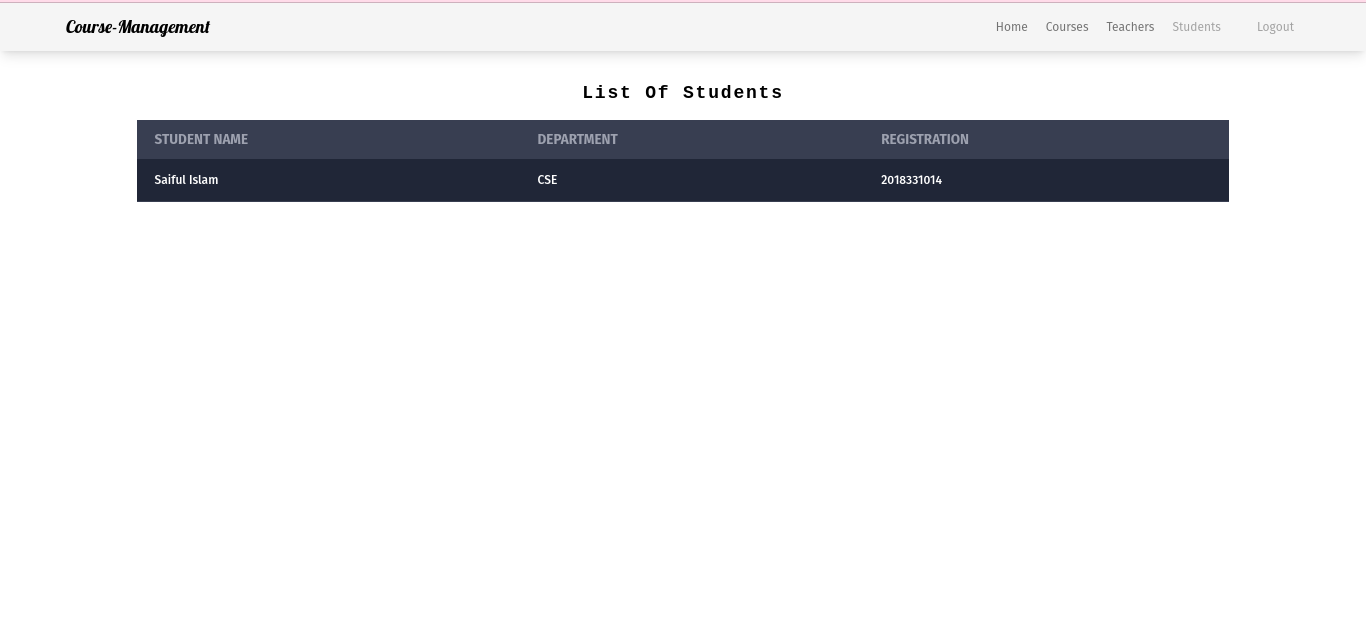 Course-Management Home Courses Teachers Students Logout
List Of Students
STUDENT NAME DEPARTMENT REGISTRATION
Saiful Islam CSE 2018331014